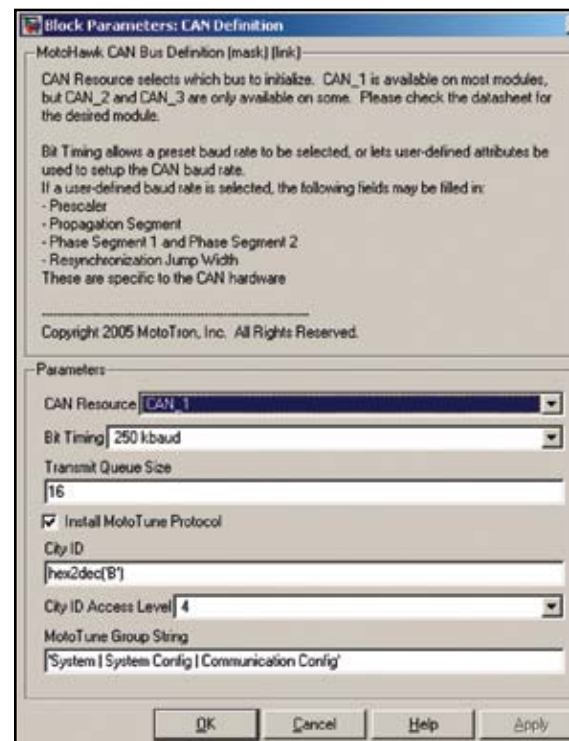 Block Parameters: CAN Definition
MotoHawk CAN Bus Definition (mask) (link)
CAN Resource selects which bus to initialize. CAN_1 is available on most modules,
but CAN_2 and CAN_3 are only available on some. Please check the datasheet for
the desired module.
Bit Timing allows a preset baud rate to be selected, or lets user-defined attributes be
used to setup the CAN baud rate.
If a user-defined baud rate is selected, the following fields may be filled in:
- Prescaler
- Propagation Segment
- Phase Segment 1 and Phase Segment 2
- Resynchronization Jump Width
These are specific to the CAN hardware
Copyright 2005 MotoTron, Inc. All Rights Reserved.
Parameters
CAN Resource CAN_1
Bit Timing 250 kbaud
Transmit Queue Size
16
Install MotoTune Protocol
City ID
hex2dec('B')
City ID Access Level 4
MotoTune Group String
'System | System Config | Communication Config'
OK Cancel Help Apply